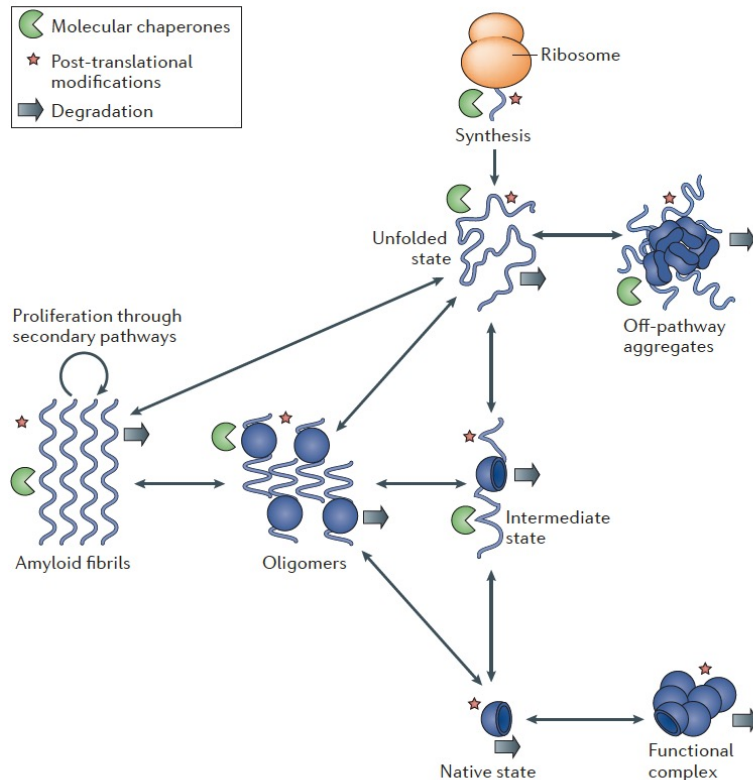 Molecular chaperones
Post-translational
modifications
Degradation
Ribosome
Synthesis
Unfolded
state
Off-pathway
aggregates
Proliferation through
secondary pathways
Amyloid fibrils
Oligomers
Intermediate
state
Native state
Functional
complex